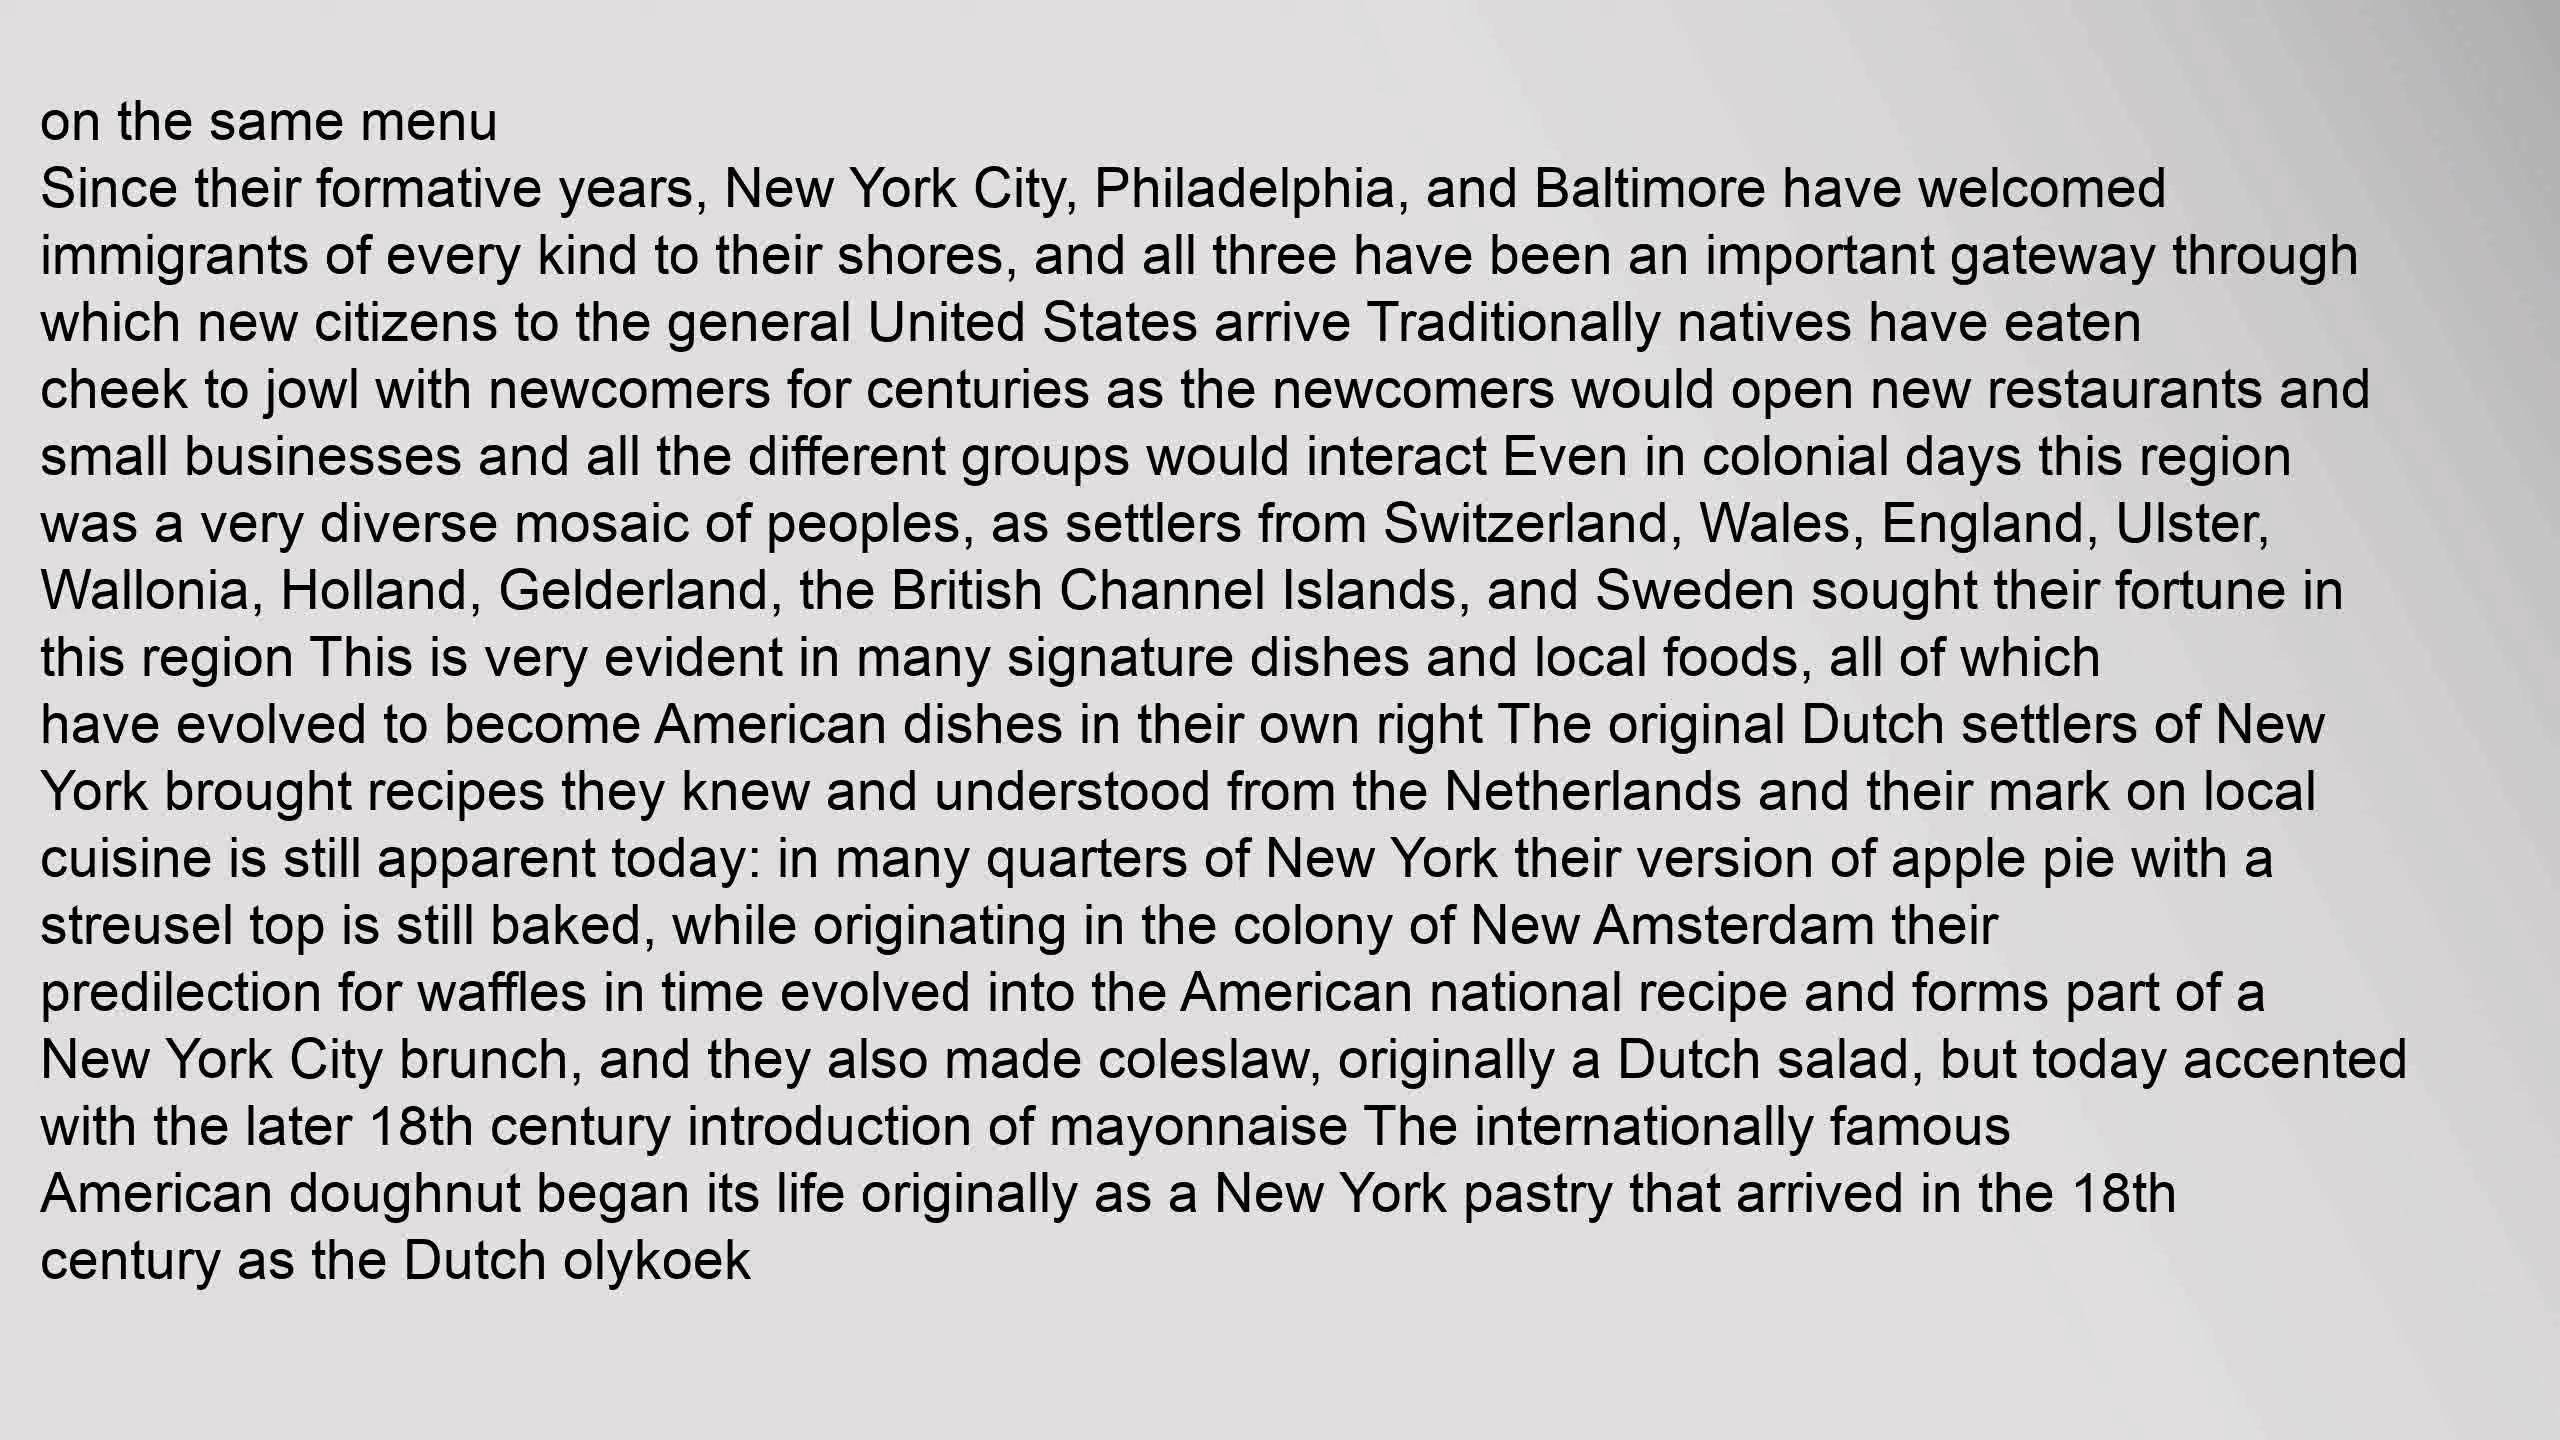 on the same menu
Since their formative years, New York City, Philadelphia, and Baltimore have welcomed
immigrants of every kind to their shores, and all three have been an important gateway through
which new citizens to the general United States arrive Traditionally natives have eaten
cheek to jowl with newcomers for centuries as the newcomers would open new restaurants and
small businesses and all the different groups would interact Even in colonial days this region
was a very diverse mosaic of peoples, as settlers from Switzerland, Wales, England, Ulster,
Wallonia, Holland, Gelderland, the British Channel Islands, and Sweden sought their fortune in
this region This is very evident in many signature dishes and local foods, all of which
have evolved to become American dishes in their own right The original Dutch settlers of New
York brought recipes they knew and understood from the Netherlands and their mark on local
cuisine is still apparent today: in many quarters of New York their version of apple pie with a
streusel top is still baked, while originating in the colony of New Amsterdam their
predilection for waffles in time evolved into the American national recipe and forms part of a
New York City brunch, and they also made coleslaw, originally a Dutch salad, but today accented
with the later 18th century introduction of mayonnaise The internationally famous
American doughnut began its life originally as a New York pastry that arrived in the 18th
century as the Dutch olykoek